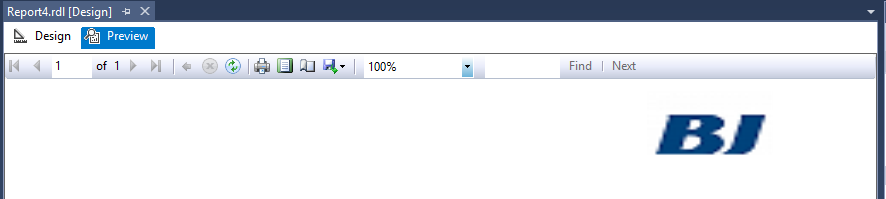 Report4.rdl [Design]
Design Preview
1 of 1 100% Find | Next
BJ